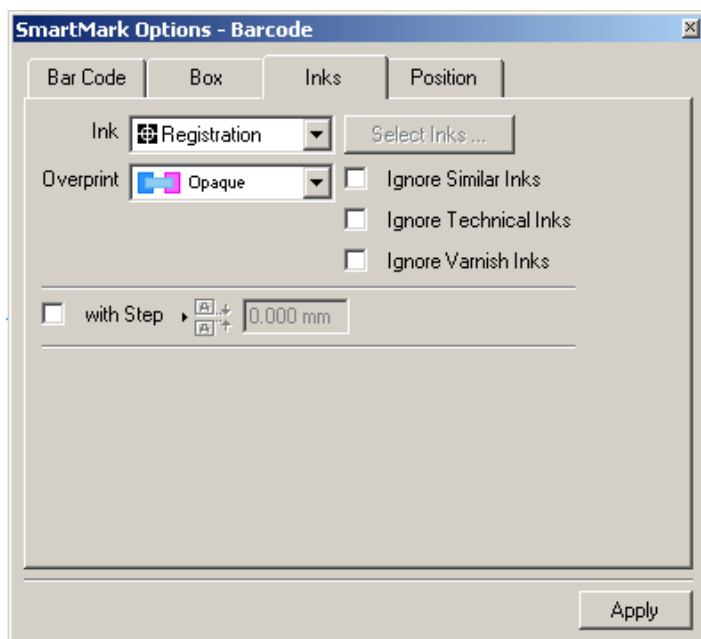 SmartMark Options - Barcode
Bar Code Box Inks Position
Ink Registration Select Inks ...
Overprint Opaque Ignore Similar Inks
Ignore Technical Inks
Ignore Varnish Inks
with Step A A 0.000 mm
Apply